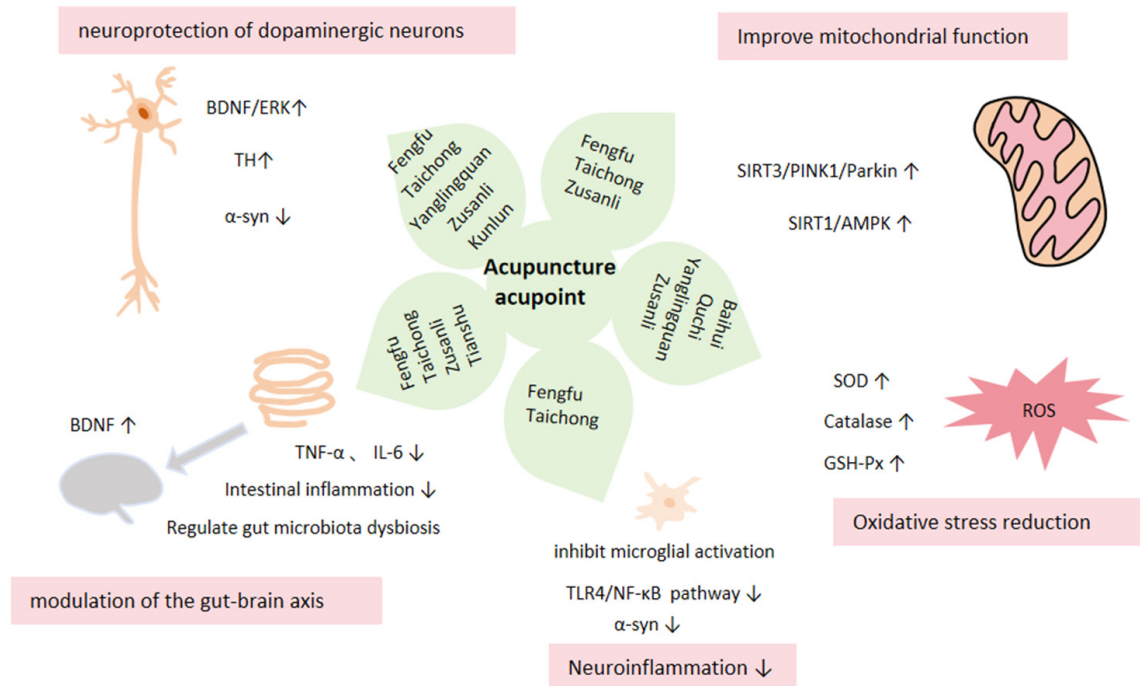 neuroprotection of dopaminergic neurons
BDNF/ERK↑
TH↑
α-syn ↓
Improve mitochondrial function
SIRT3/PINK1/Parkin ↑
SIRT1/AMPK ↑
Fengfu
Taichong
Yanglingquan
Zusanli
Kunlun
Fengfu
Taichong
Zusanli
Acupuncture
acupoint
Baihui
Quchi
Yanglingquan
Zusanli
Fengfu
Taichong
Zusanli
Tianshu
Fengfu
Taichong
SOD ↑
Catalase ↑
GSH-Px ↑
ROS
Oxidative stress reduction
BDNF ↑
TNF-α 、 IL-6 ↓
Intestinal inflammation ↓
Regulate gut microbiota dysbiosis
modulation of the gut-brain axis
inhibit microglial activation
TLR4/NF-κB pathway ↓
α-syn ↓
Neuroinflammation ↓